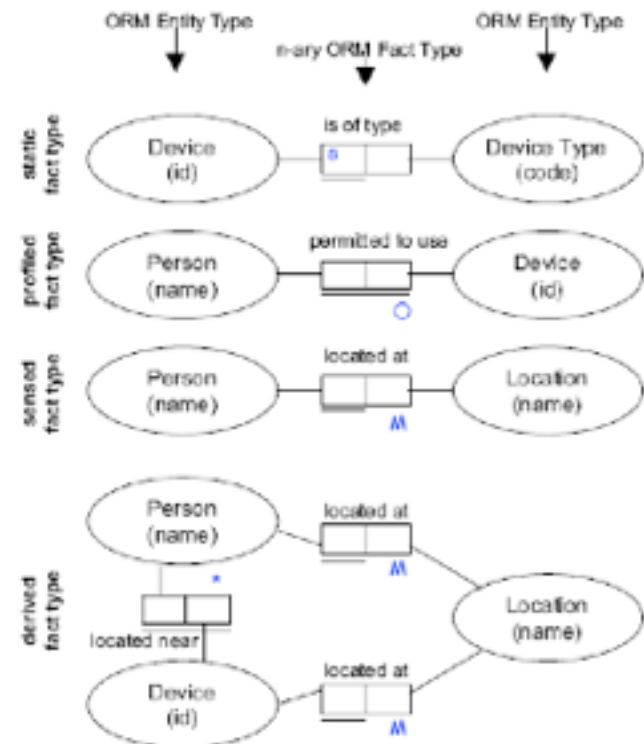 ORM Entity Type
n-ary ORM Fact Type
ORM Entity Type
static
fact type
Device
(id)
is of type
s
Device Type
(code)
profiled
fact type
Person
(name)
permitted to use
Device
(id)
sensed
fact type
Person
(name)
located at
M
Location
(name)
derived
fact type
Person
(name)
located at
M
*
located near
Location
(name)
Device
(id)
located at
M